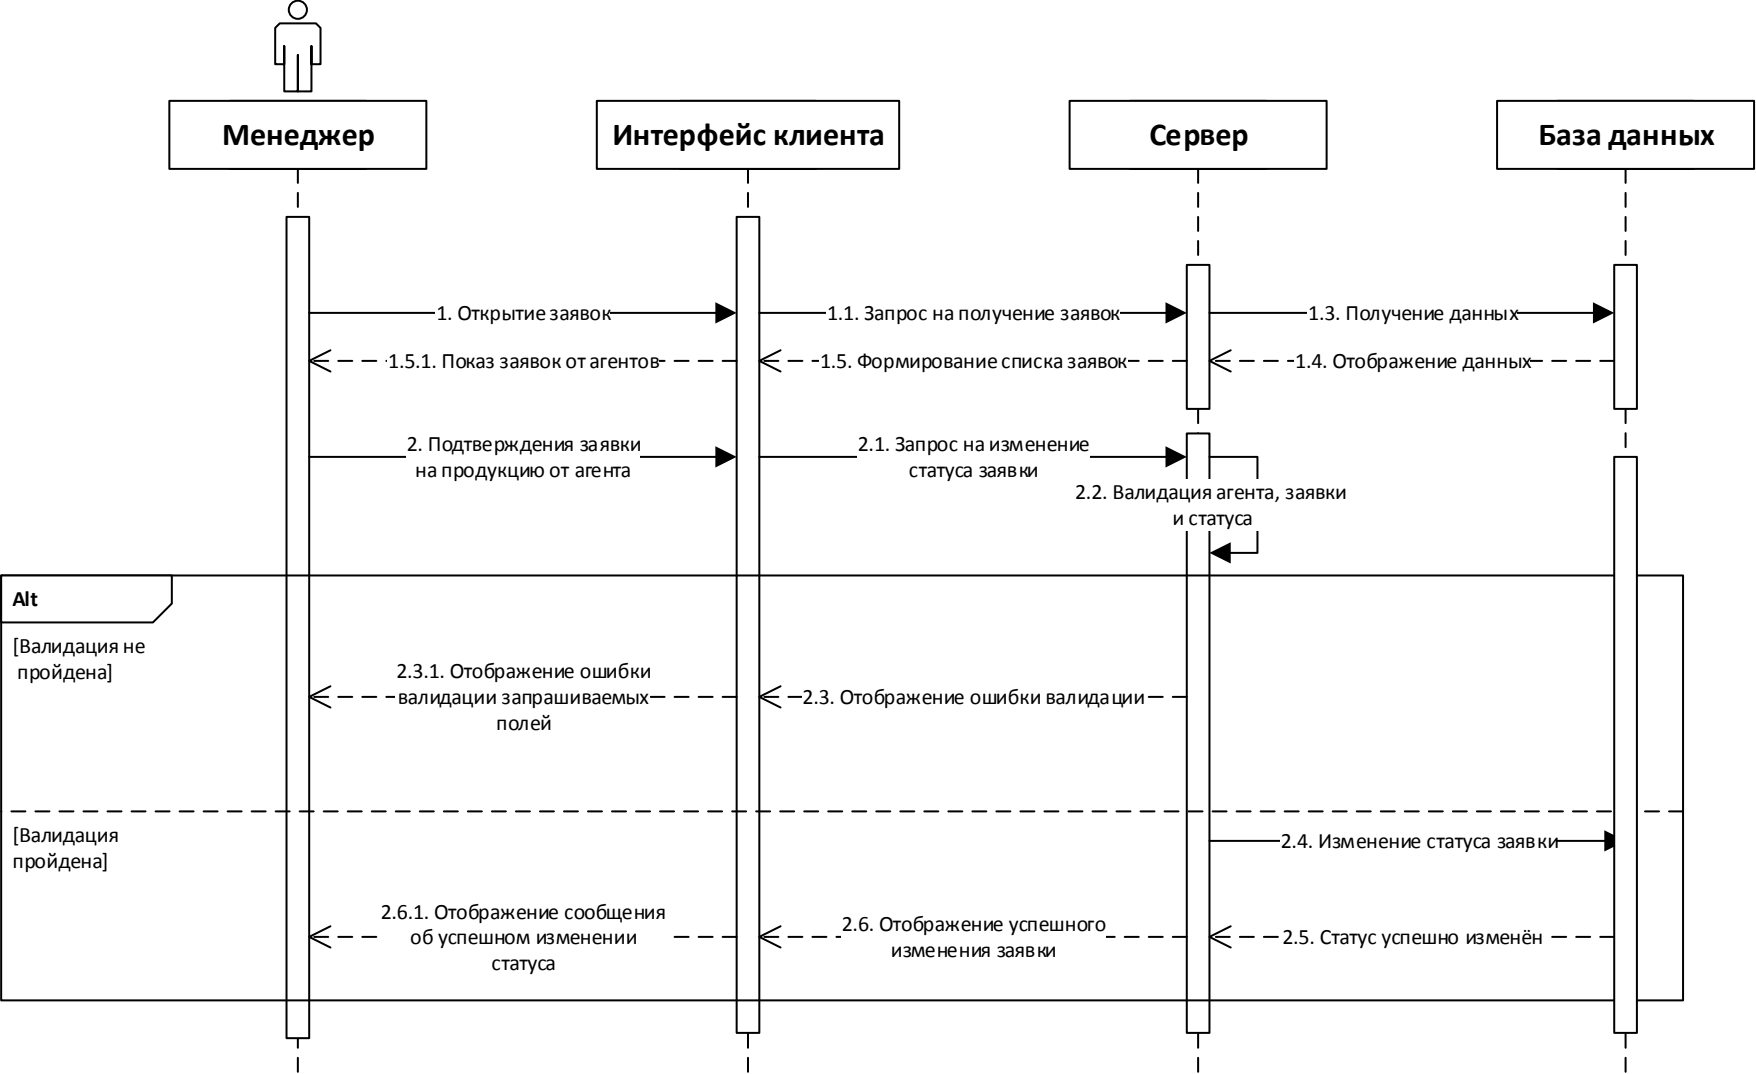 Менеджер
Интерфейс клиента
Сервер
База данных
1. Открытие заявок
1.1. Запрос на получение заявок
1.3. Получение данных
1.5.1. Показ заявок от агентов
1.5. Формирование списка заявок
1.4. Отображение данных
2. Подтверждения заявки
на продукцию от агента
2.1. Запрос на изменение
статуса заявки
2.2. Валидация агента, заявки
и статуса
Alt
[Валидация не
пройдена]
2.3.1. Отображение ошибки
валидации запрашиваемых
полей
2.3. Отображение ошибки валидации
[Валидация
пройдена]
2.4. Изменение статуса заявки
2.6.1. Отображение сообщения
об успешном изменении
статуса
2.6. Отображение успешного
изменения заявки
2.5. Статус успешно изменён